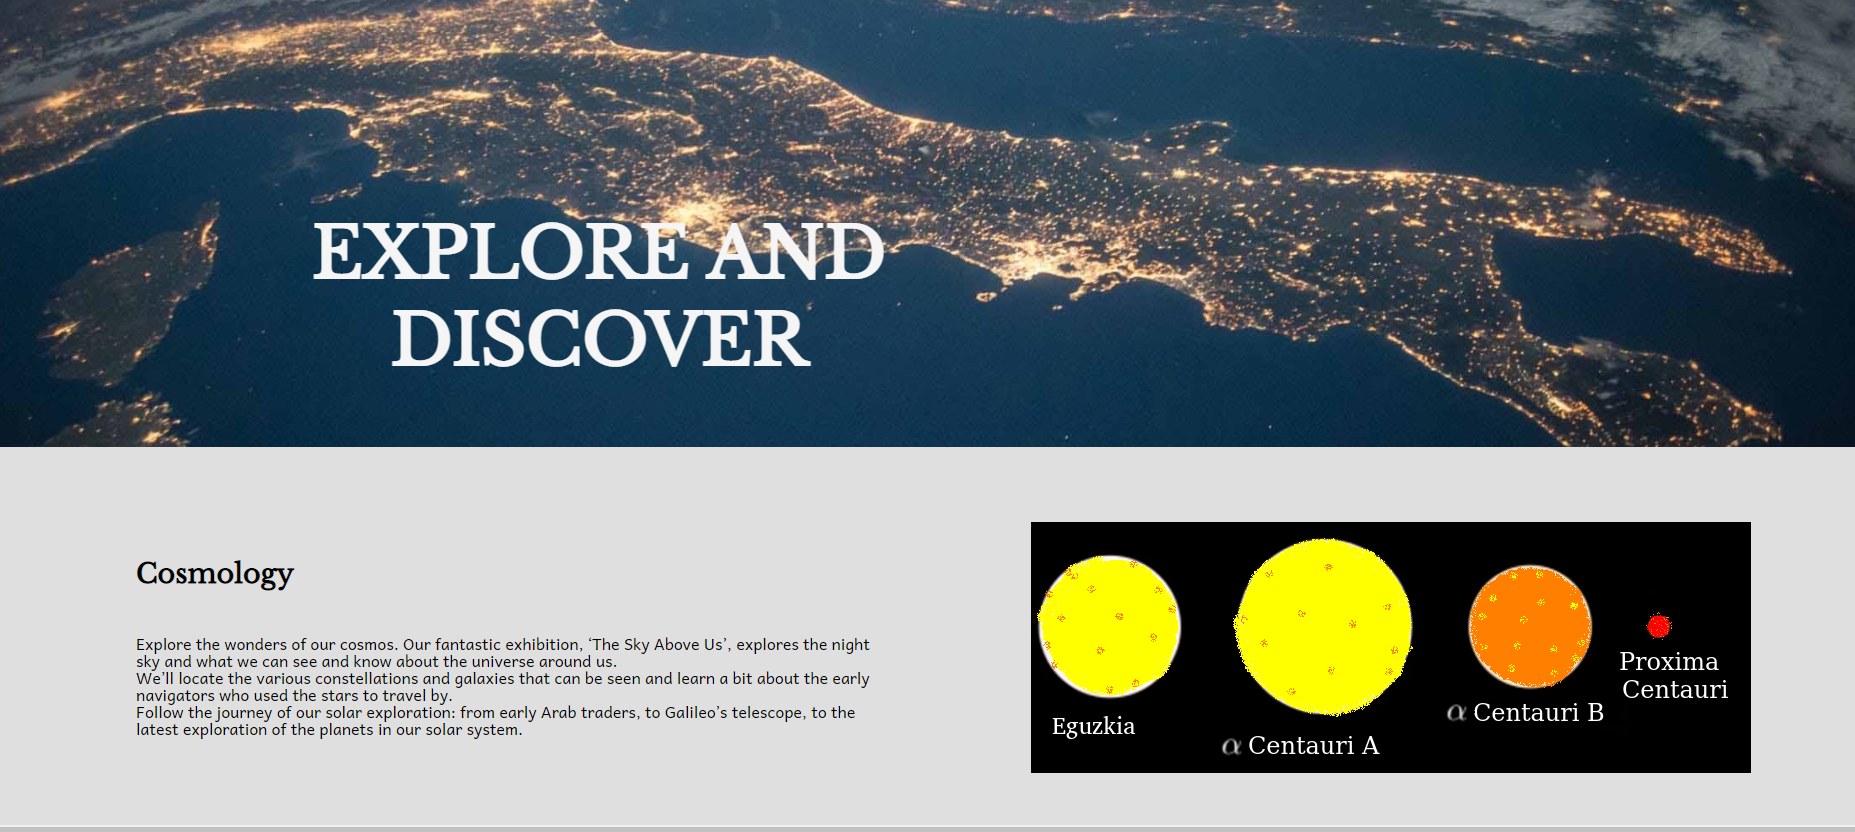 EXPLORE AND
DISCOVER
Cosmology
Explore the wonders of our cosmos. Our fantastic exhibition, ‘The Sky Above Us’, explores the night
sky and what we can see and know about the universe around us.
We’ll locate the various constellations and galaxies that can be seen and learn a bit about the early
navigators who used the stars to travel by.
Follow the journey of our solar exploration: from early Arab traders, to Galileo’s telescope, to the
latest exploration of the planets in our solar system.
Eguzkia
α Centauri A
α Centauri B
Proxima
Centauri